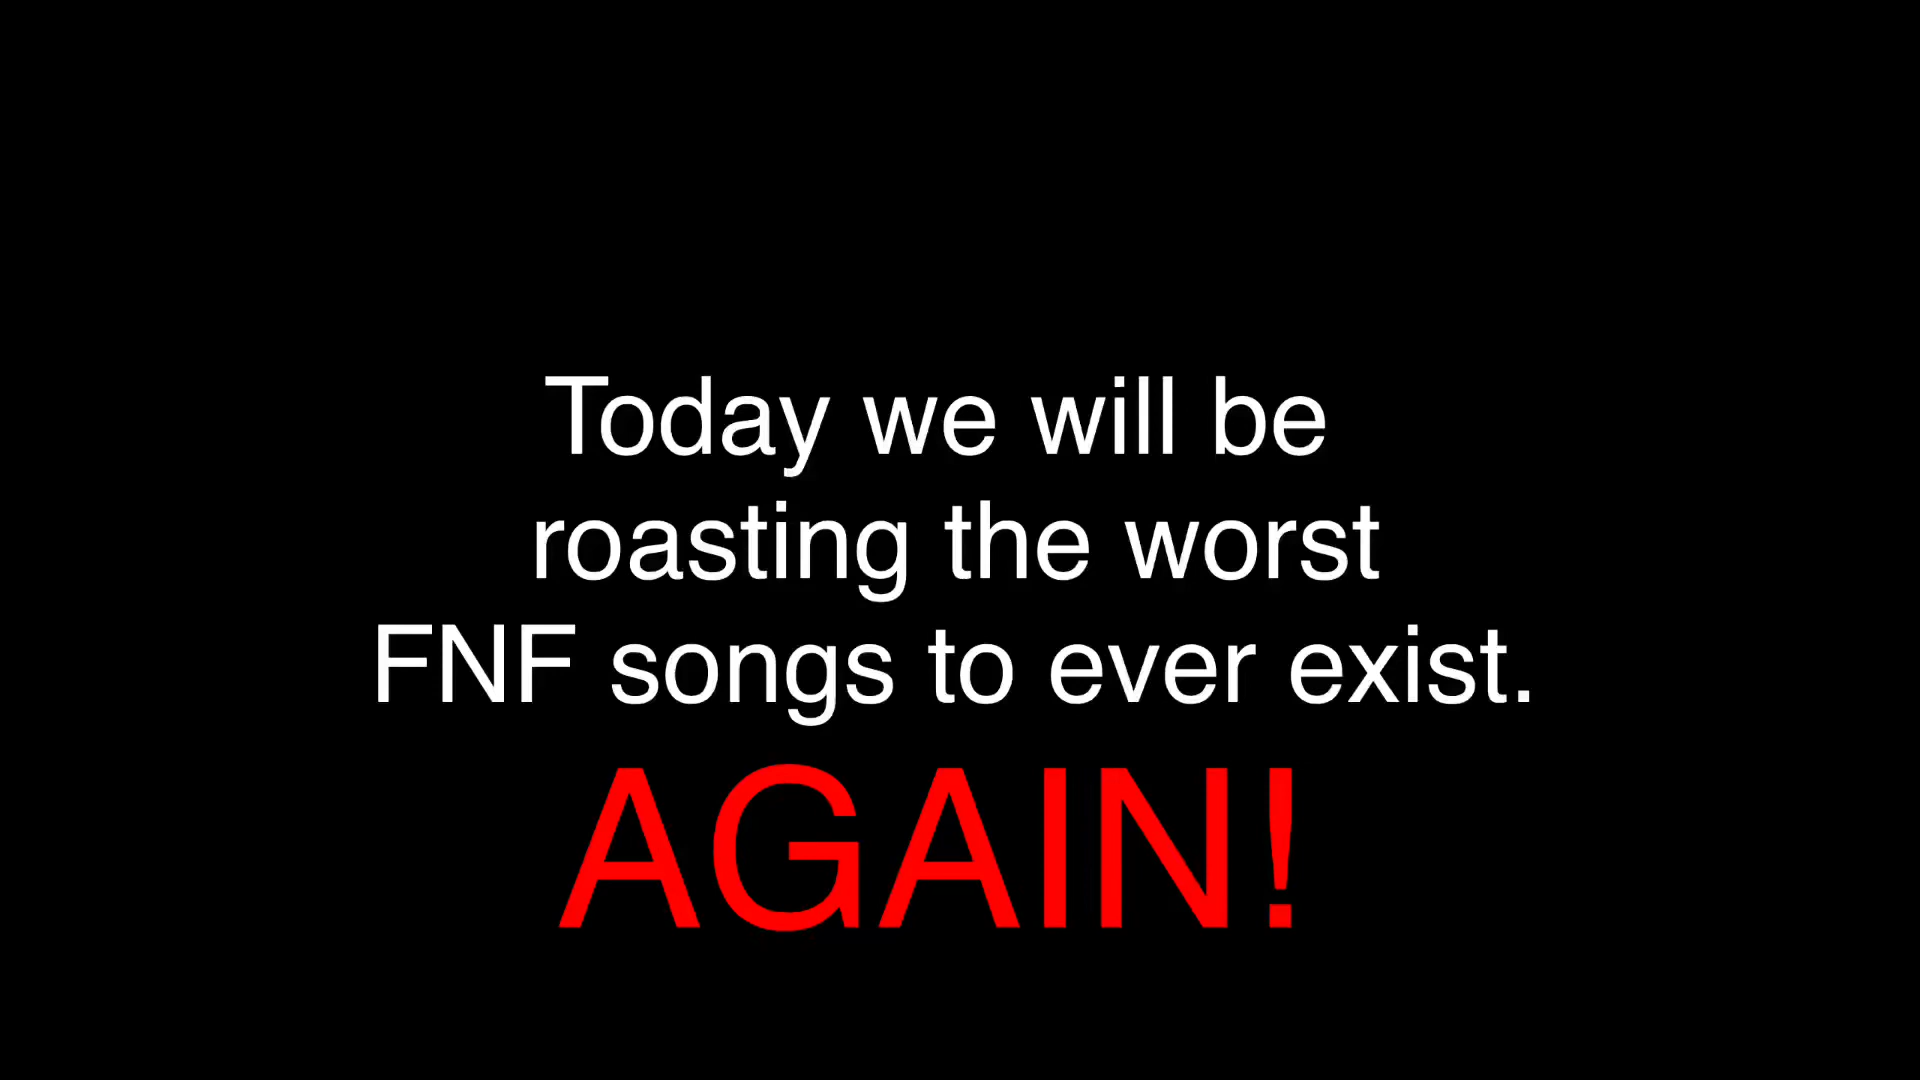 Today we will be
roasting the worst
FNF songs to ever exist.
AGAIN!